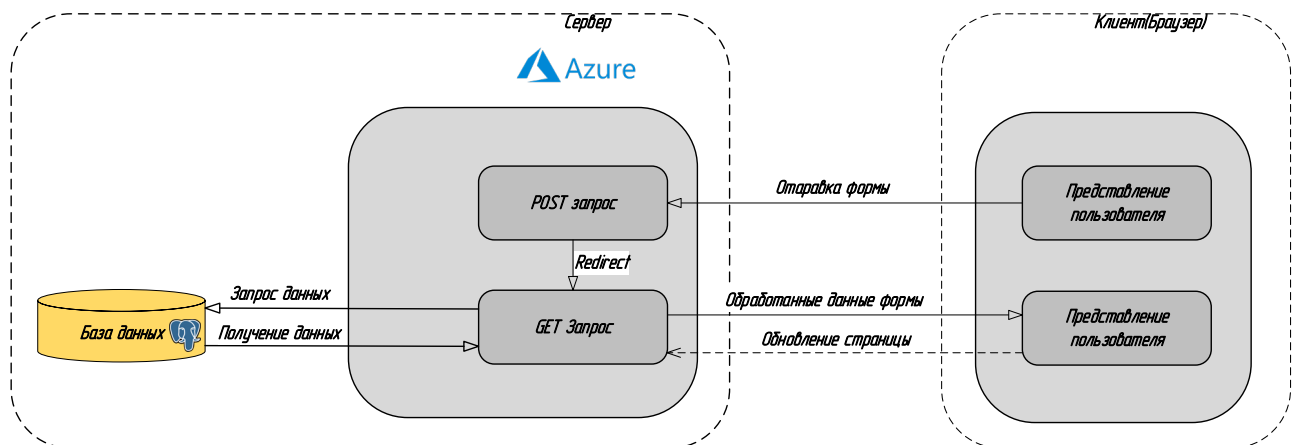 Сервер
Клиент(Браузер)
Azure
POST запрос
Отаравка формы
Представление
пользователя
Redirect
Запрос данных
База данных
Получение данных
GET Запрос
Обработанные данные формы
Обновление страницы
Представление
пользователя